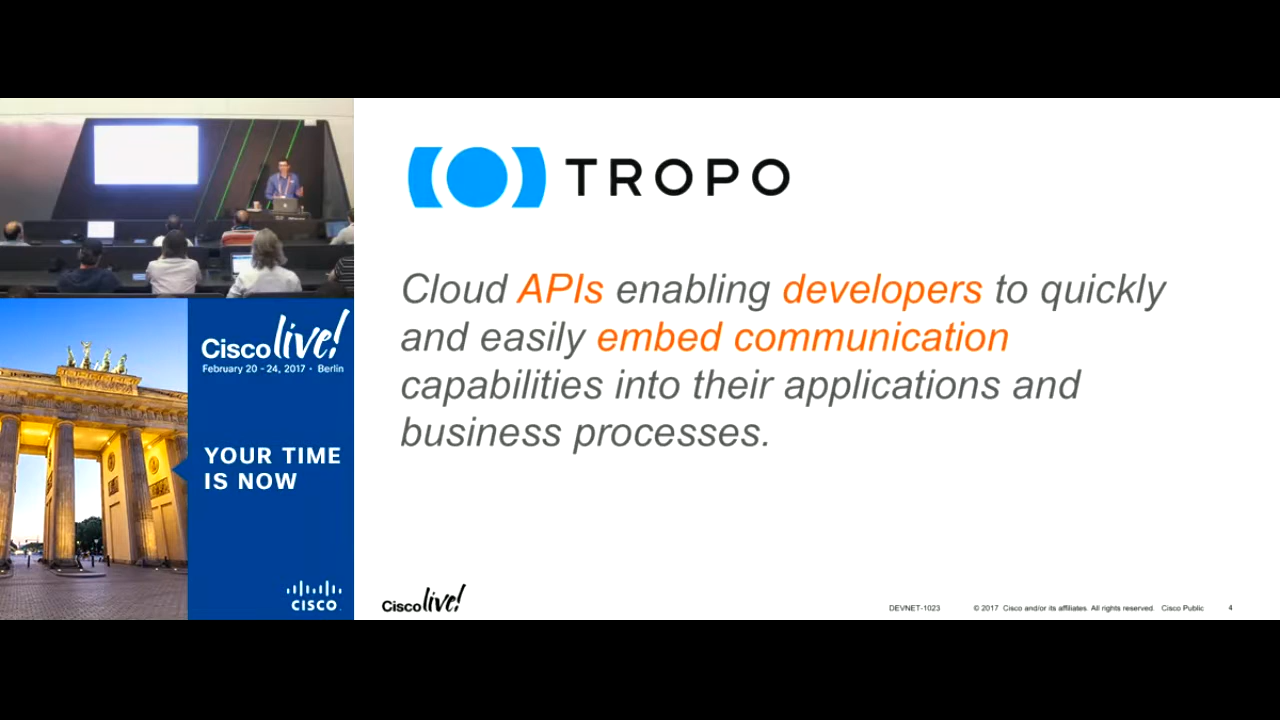 TROPO
Cloud APIs enabling developers to quickly
and easily embed communication
capabilities into their applications and
business processes.
Cisco live!
February 20 - 24, 2017 • Berlin
YOUR TIME
IS NOW
CISCO
Cisco live!
DEVNET-1023 © 2017 Cisco and/or its affiliates. All rights reserved. Cisco Public 4